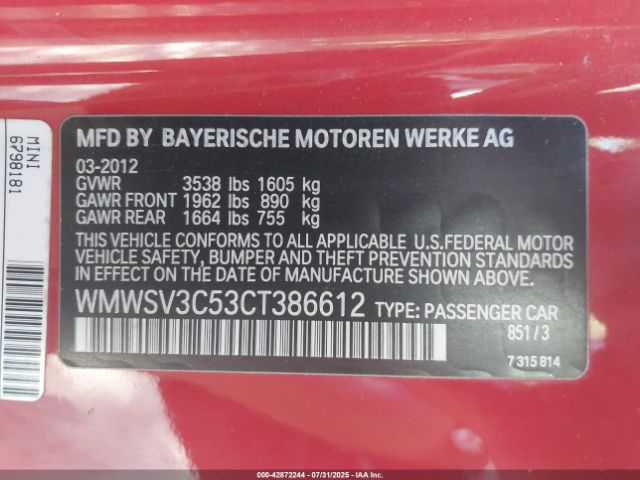 MFD BY BAYERISCHE MOTOREN WERKE AG
03-2012
GVWR 3538 lbs 1605 kg
GAWR FRONT 1962 lbs 890 kg
GAWR REAR 1664 lbs 755 kg
THIS VEHICLE CONFORMS TO ALL APPLICABLE U.S.FEDERAL MOTOR
VEHICLE SAFETY, BUMPER AND THEFT PREVENTION STANDARDS
IN EFFECT ON THE DATE OF MANUFACTURE SHOWN ABOVE.
WMWSV3C53CT386612 TYPE: PASSENGER CAR
851/3
7 315 814
MINI
6798181
000-42872244 - 07/31/2025 - IAAI.COM